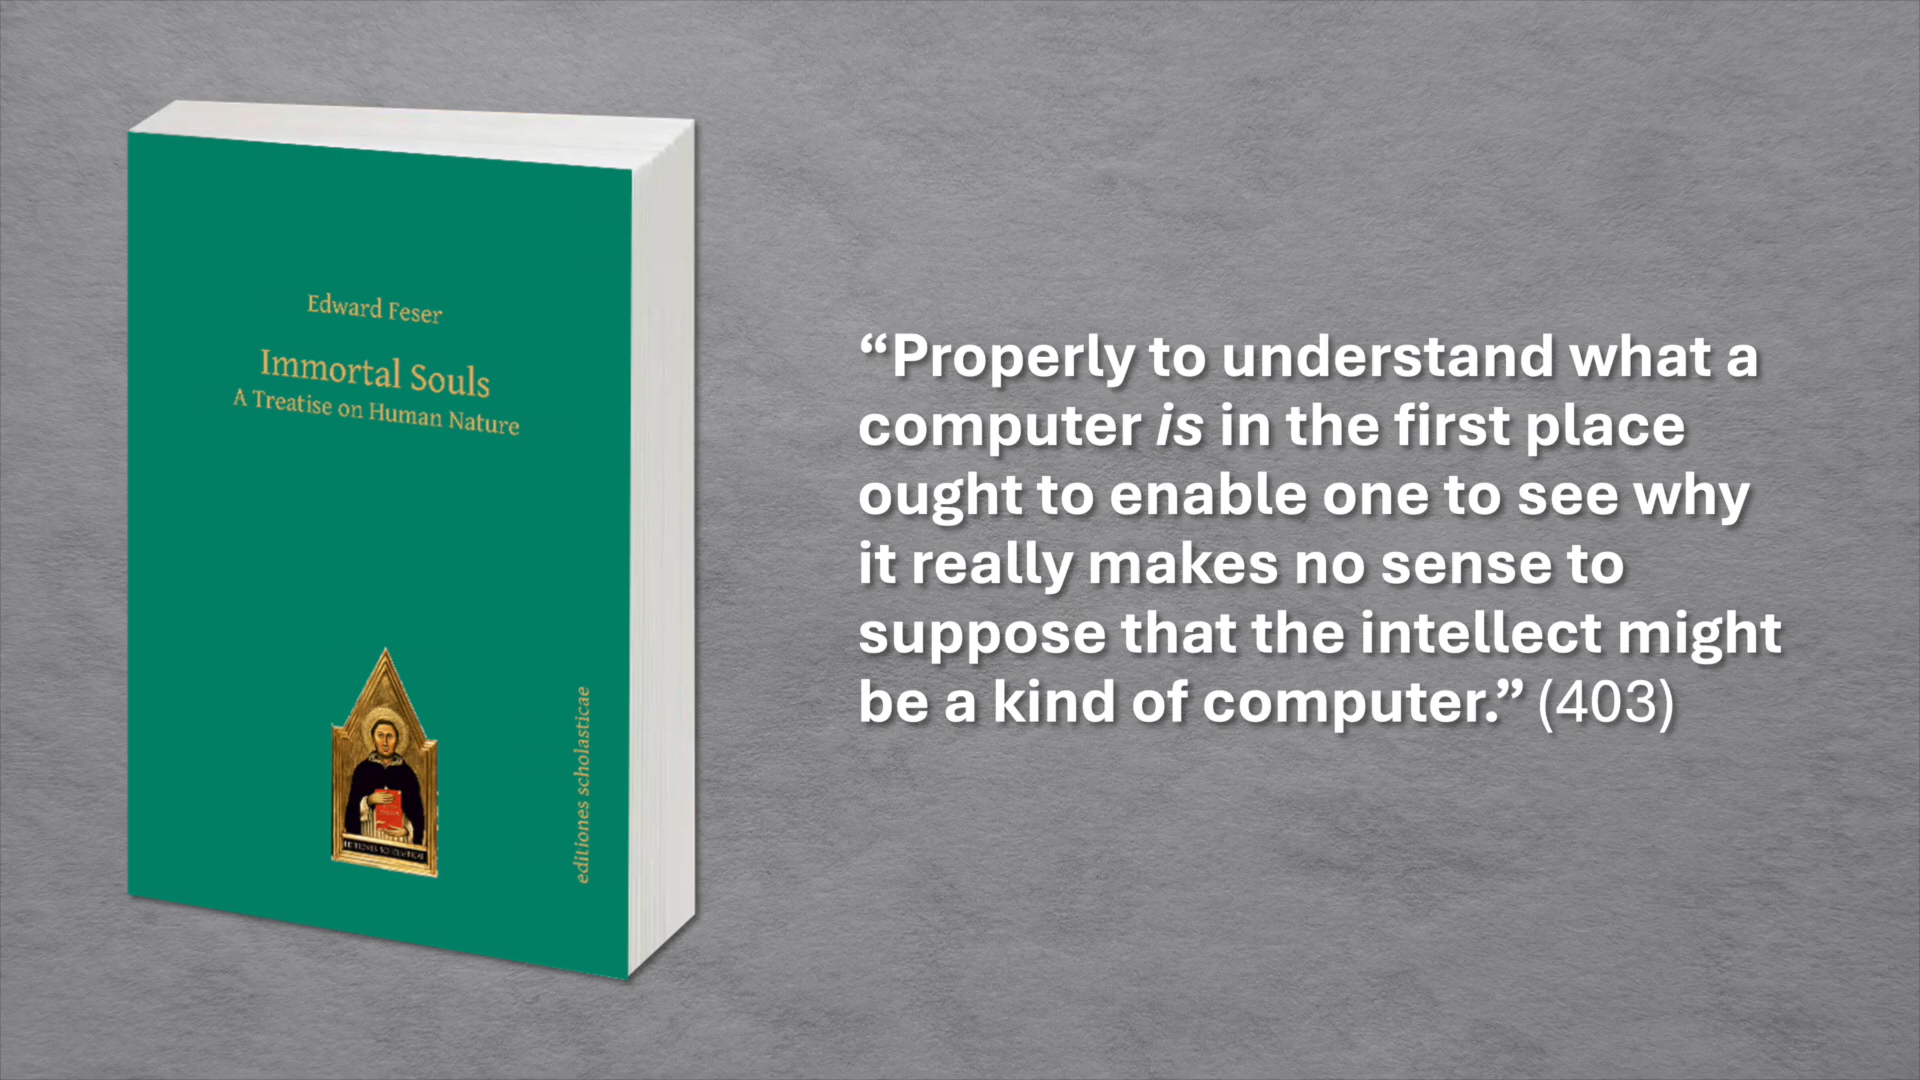 Edward Feser
Immortal Souls
A Treatise on Human Nature
editiones scholasticae
“Properly to understand what a
computer is in the first place
ought to enable one to see why
it really makes no sense to
suppose that the intellect might
be a kind of computer.” (403)